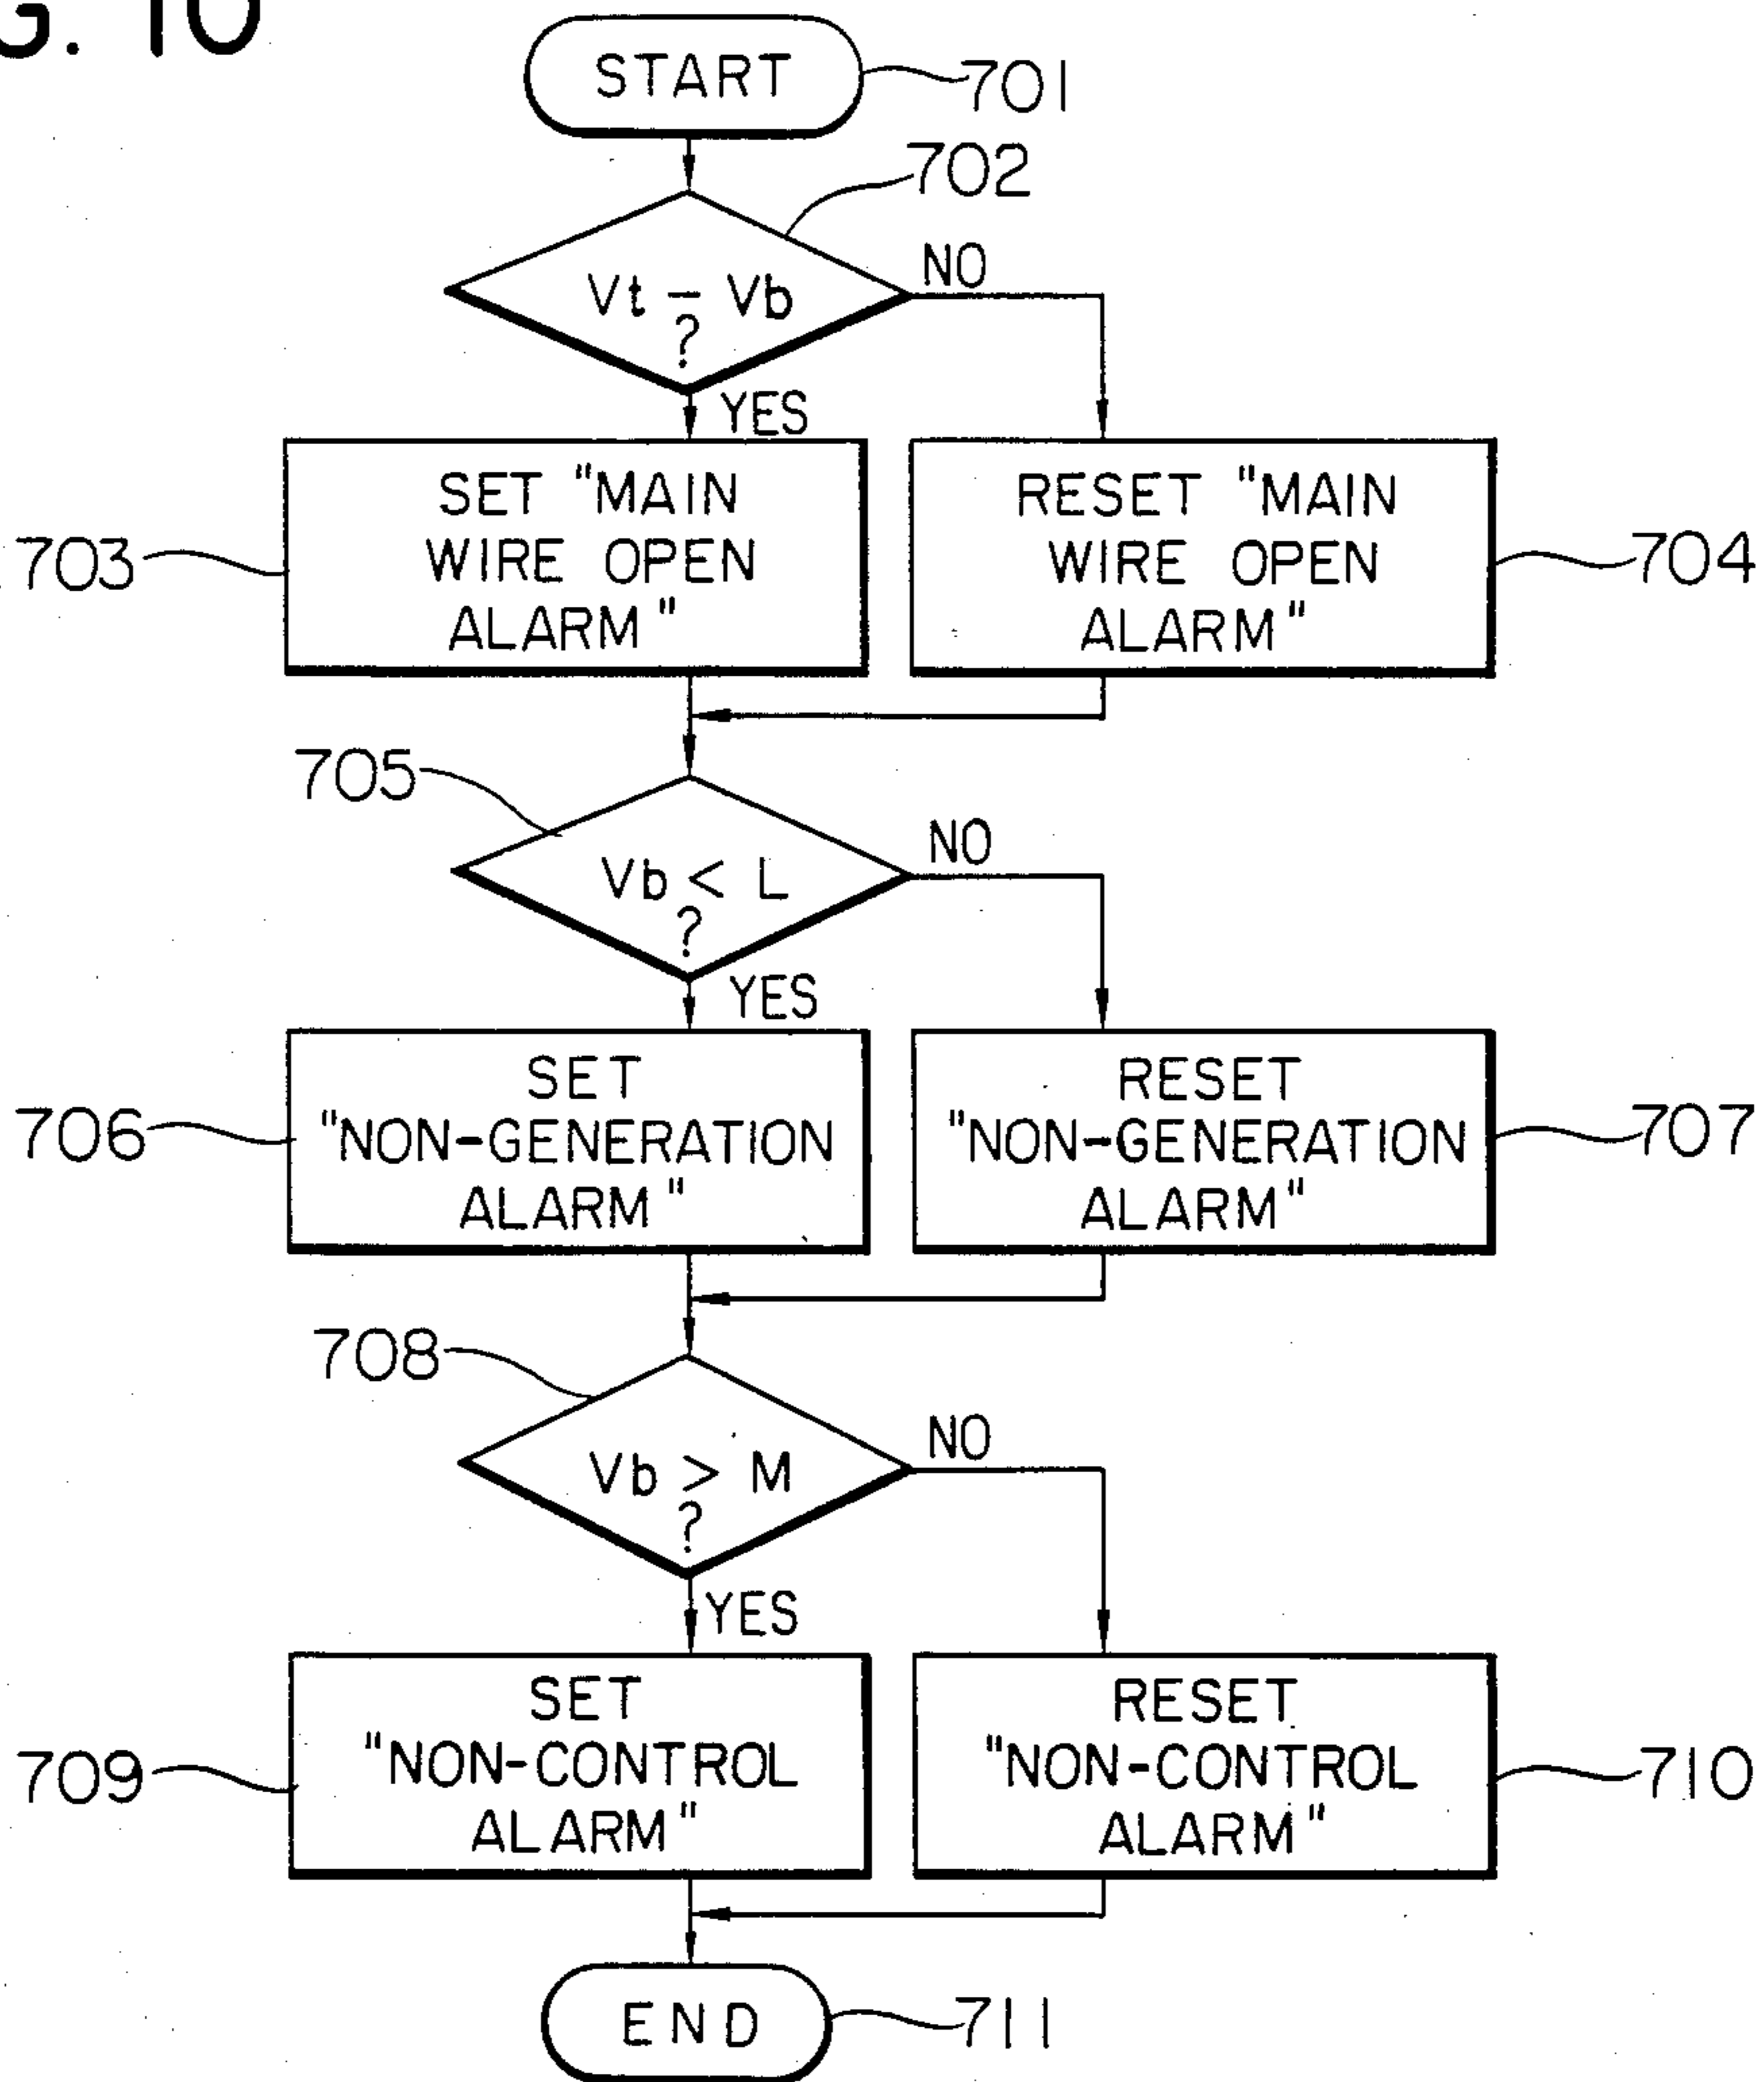 G. 10
START
701
702
Vt - Vb
?
NO
YES
SET "MAIN
WIRE OPEN
ALARM"
703
RESET "MAIN
WIRE OPEN
ALARM"
704
705
Vb < L
?
NO
YES
SET
"NON-GENERATION
ALARM"
706
RESET
"NON-GENERATION
ALARM"
707
708
Vb > M
?
NO
YES
SET
"NON-CONTROL
ALARM"
709
RESET
"NON-CONTROL
ALARM"
710
END
711